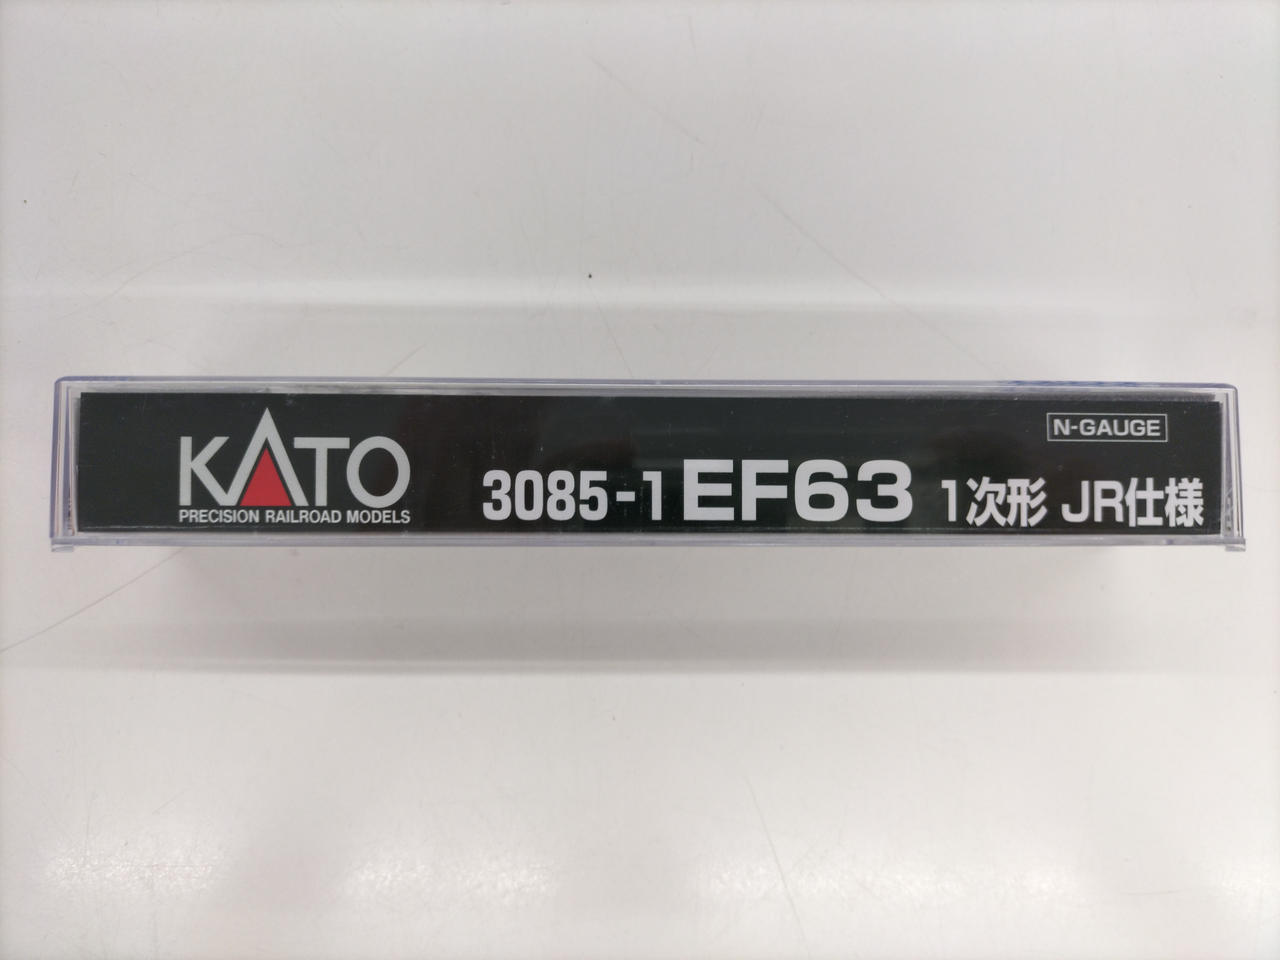 N-GAUGE
KATO
PRECISION RAILROAD MODELS
3085-1 EF63 1次形 JR仕様